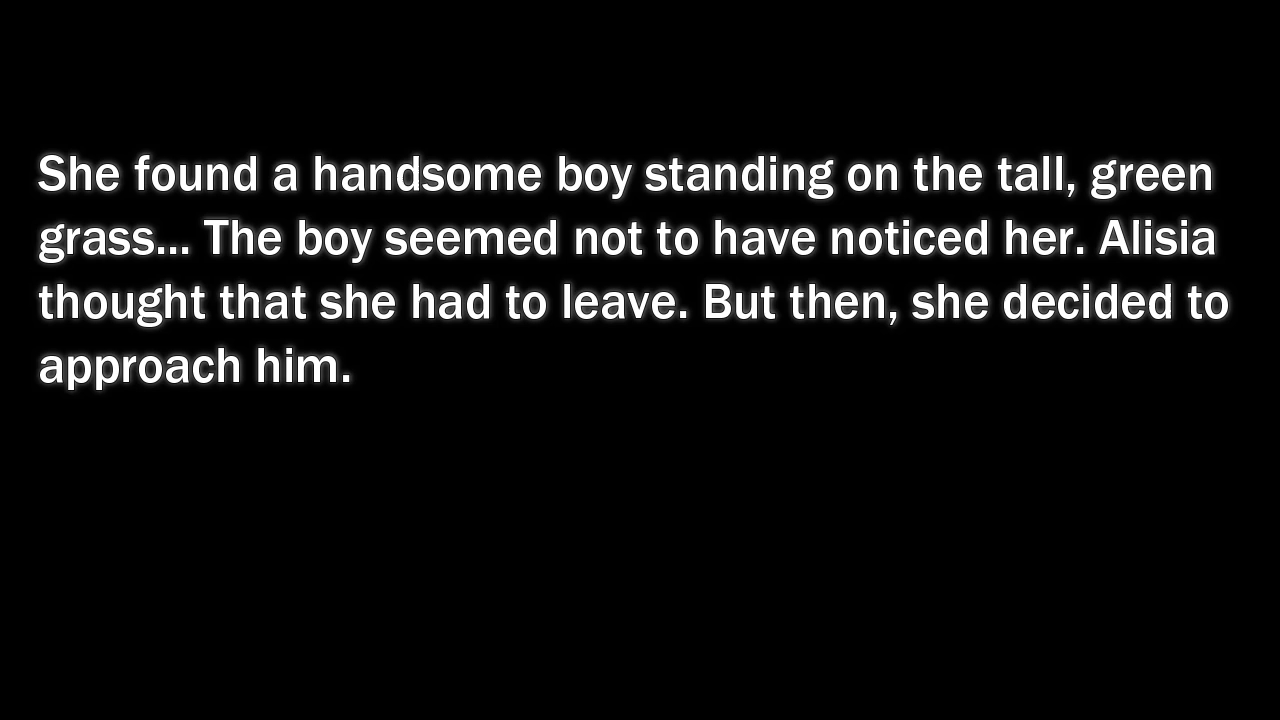 She found a handsome boy standing on the tall, green
grass... The boy seemed not to have noticed her. Alisia
thought that she had to leave. But then, she decided to
approach him.